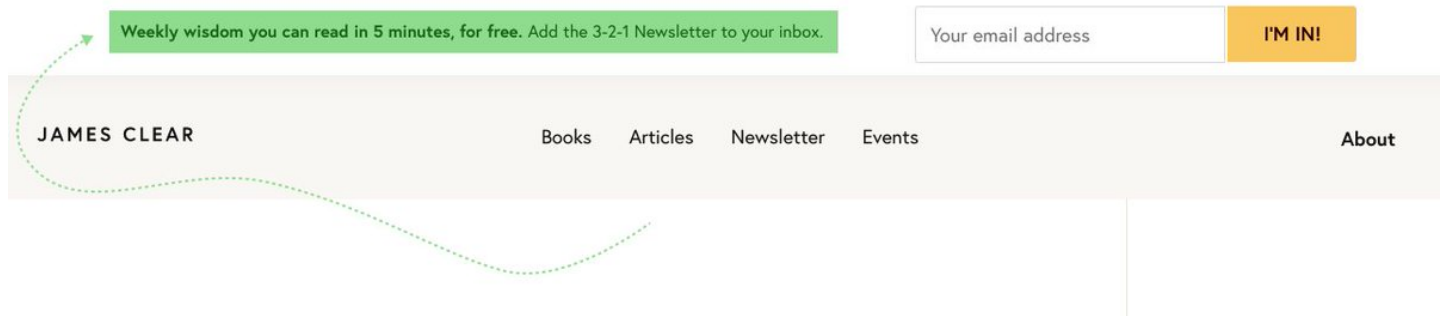 Weekly wisdom you can read in 5 minutes, for free. Add the 3-2-1 Newsletter to your inbox.
Your email address
I'M IN!
JAMES CLEAR
Books
Articles
Newsletter
Events
About